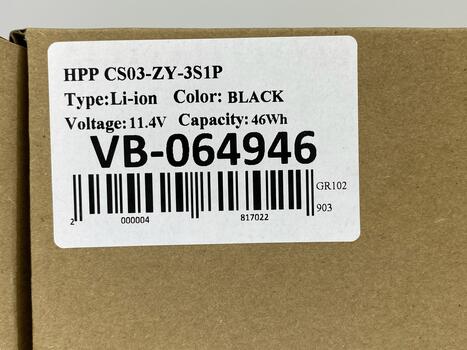 HPP CS03-ZY-3S1P
Type:Li-ion Color: BLACK
Voltage: 11.4V Capacity: 46Wh
VB-064946
GR102
903
2 000004 817022